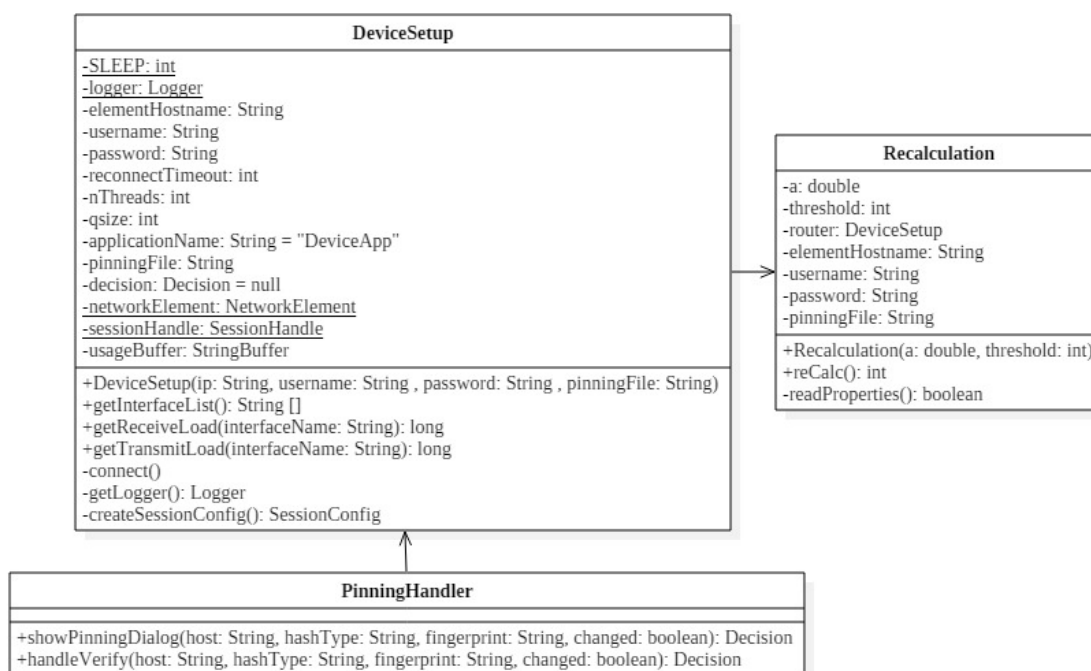 DeviceSetup
-SLEEP: int
-logger: Logger
-elementHostname: String
-username: String
-password: String
-reconnectTimeout: int
-nThreads: int
-qsize: int
-applicationName: String = "DeviceApp"
-pinningFile: String
-decision: Decision = null
-networkElement: NetworkElement
-sessionHandle: SessionHandle
-usageBuffer: StringBuffer
+DeviceSetup(ip: String, username: String , password: String , pinningFile: String)
+getInterfaceList(): String []
+getReceiveLoad(interfaceName: String): long
+getTransmitLoad(interfaceName: String): long
-connect()
-getLogger(): Logger
-createSessionConfig(): SessionConfig
Recalculation
-a: double
-threshold: int
-router: DeviceSetup
-elementHostname: String
-username: String
-password: String
-pinningFile: String
+Recalculation(a: double, threshold: int)
+reCalc(): int
-readProperties(): boolean
PinningHandler
+showPinningDialog(host: String, hashType: String, fingerprint: String, changed: boolean): Decision
+handleVerify(host: String, hashType: String, fingerprint: String, changed: boolean): Decision